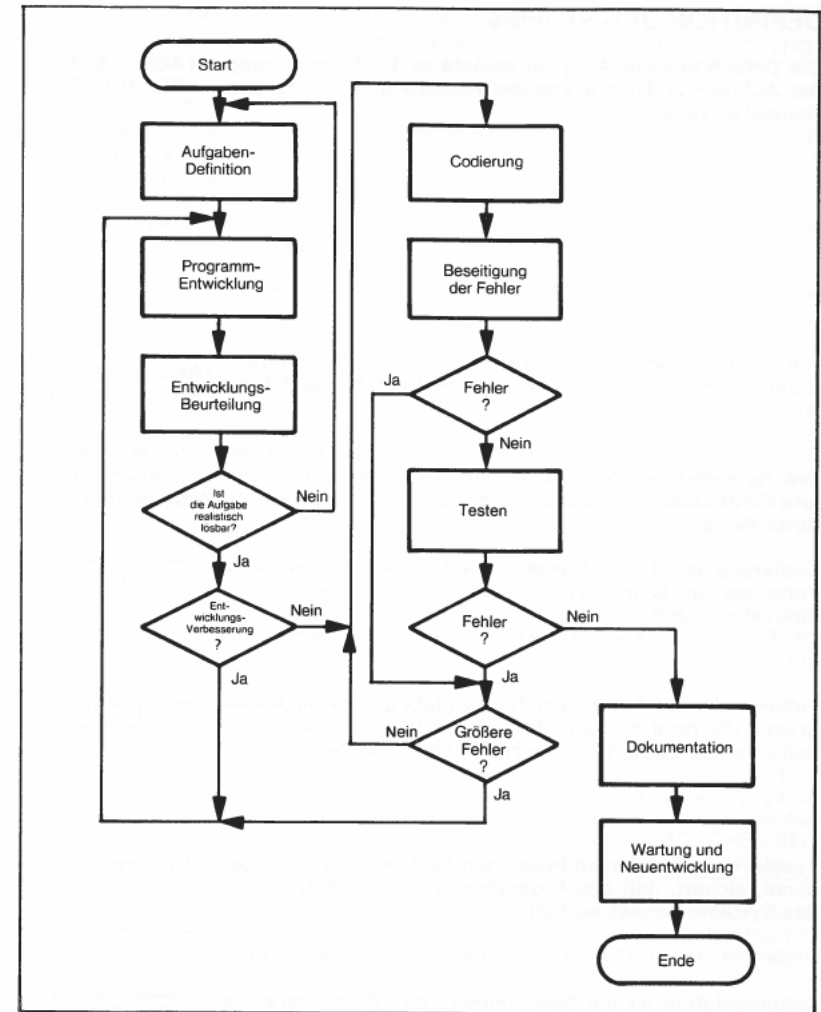 Start
Aufgaben-
Definition
Programm-
Entwicklung
Entwicklungs-
Beurteilung
Ist
die Aufgabe
realistisch
losbar?
Nein
Ja
Ent-
wicklungs-
Verbesserung
?
Nein
Ja
Codierung
Beseitigung
der Fehler
Ja
Fehler
?
Nein
Testen
Fehler
?
Nein
Ja
Nein
Größere
Fehler
?
Ja
Dokumentation
Wartung und
Neuentwicklung
Ende